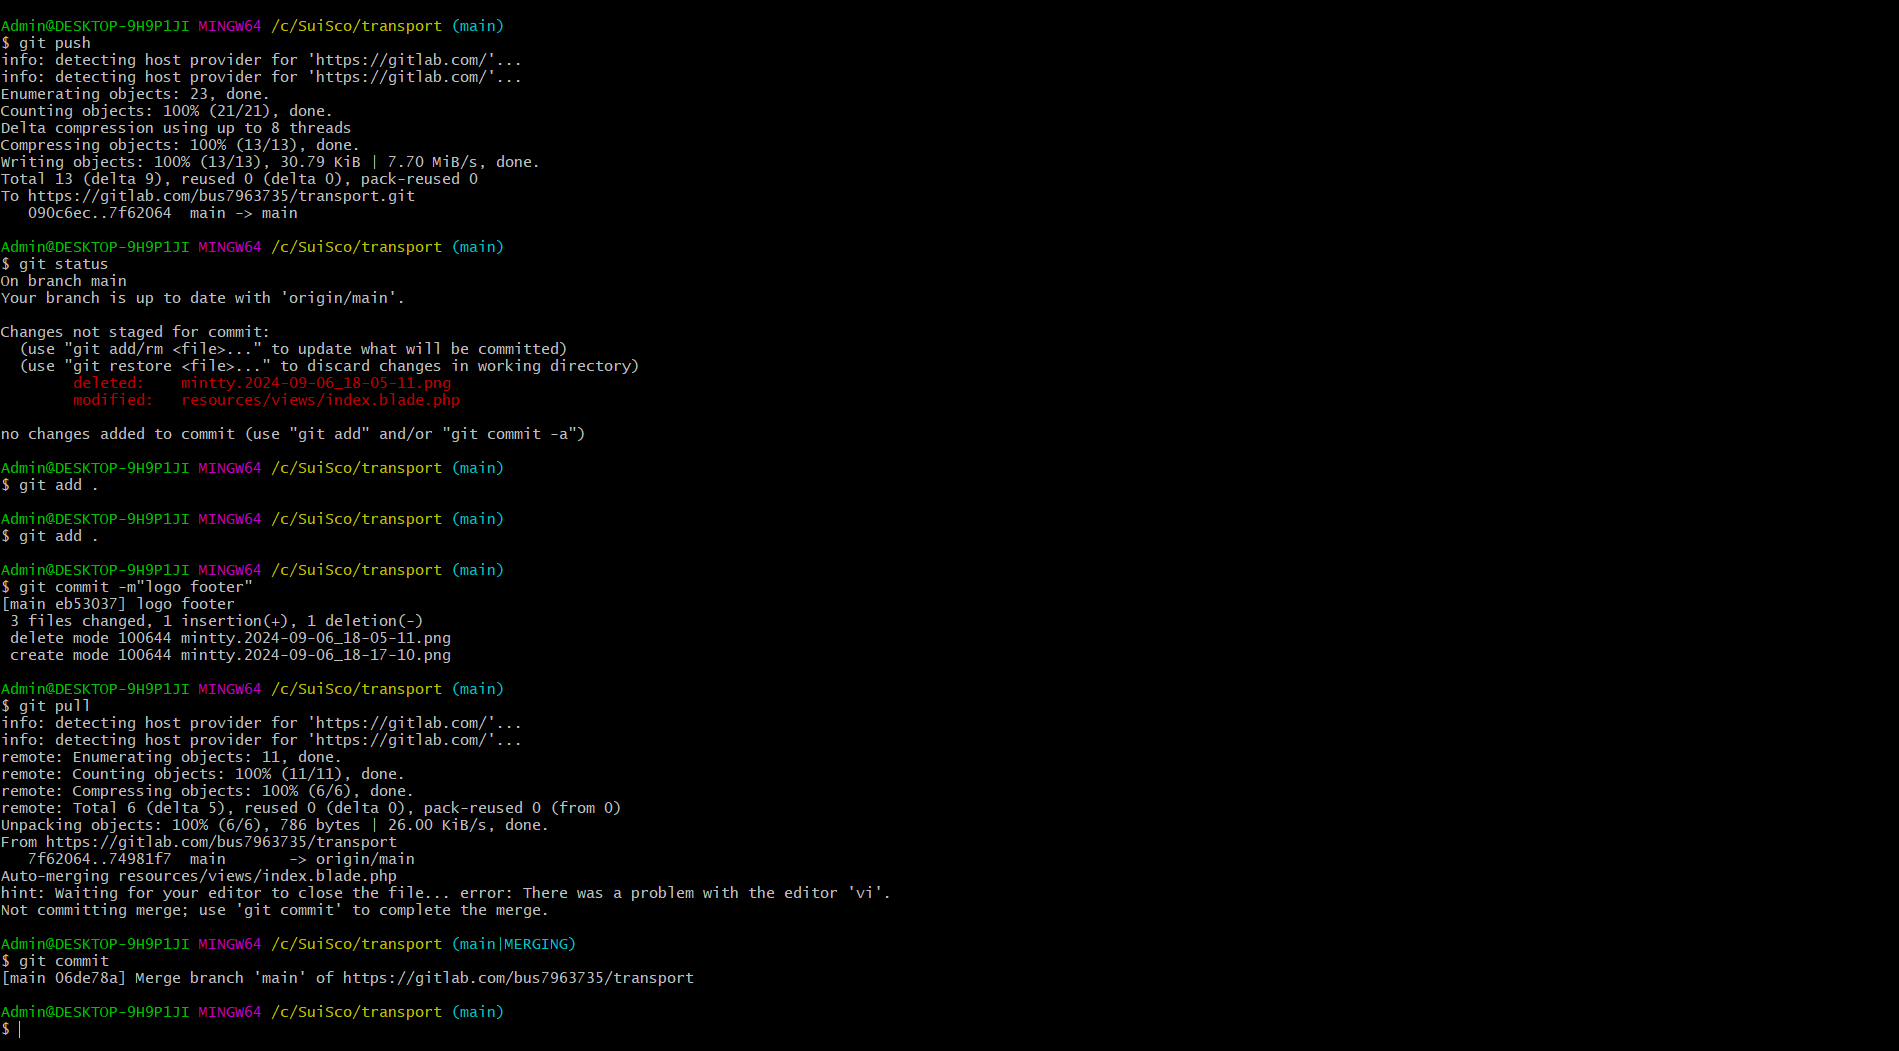 Admin@DESKTOP-9H9P1JI MINGW64 /c/SuiSco/transport (main)
$ git push
info: detecting host provider for 'https://gitlab.com/'...
info: detecting host provider for 'https://gitlab.com/'...
Enumerating objects: 23, done.
Counting objects: 100% (21/21), done.
Delta compression using up to 8 threads
Compressing objects: 100% (13/13), done.
Writing objects: 100% (13/13), 30.79 KiB | 7.70 MiB/s, done.
Total 13 (delta 9), reused 0 (delta 0), pack-reused 0
To https://gitlab.com/bus7963735/transport.git
   090c6ec..7f62064  main -> main

Admin@DESKTOP-9H9P1JI MINGW64 /c/SuiSco/transport (main)
$ git status
On branch main
Your branch is up to date with 'origin/main'.

Changes not staged for commit:
  (use "git add/rm <file>..." to update what will be committed)
  (use "git restore <file>..." to discard changes in working directory)
        deleted:    mintty.2024-09-06_18-05-11.png
        modified:   resources/views/index.blade.php

no changes added to commit (use "git add" and/or "git commit -a")

Admin@DESKTOP-9H9P1JI MINGW64 /c/SuiSco/transport (main)
$ git add .

Admin@DESKTOP-9H9P1JI MINGW64 /c/SuiSco/transport (main)
$ git add .

Admin@DESKTOP-9H9P1JI MINGW64 /c/SuiSco/transport (main)
$ git commit -m"logo footer"
[main eb53037] logo footer
 3 files changed, 1 insertion(+), 1 deletion(-)
 delete mode 100644 mintty.2024-09-06_18-05-11.png
 create mode 100644 mintty.2024-09-06_18-17-10.png

Admin@DESKTOP-9H9P1JI MINGW64 /c/SuiSco/transport (main)
$ git pull
info: detecting host provider for 'https://gitlab.com/'...
info: detecting host provider for 'https://gitlab.com/'...
remote: Enumerating objects: 11, done.
remote: Counting objects: 100% (11/11), done.
remote: Compressing objects: 100% (6/6), done.
remote: Total 6 (delta 5), reused 0 (delta 0), pack-reused 0 (from 0)
Unpacking objects: 100% (6/6), 786 bytes | 26.00 KiB/s, done.
From https://gitlab.com/bus7963735/transport
   7f62064..74981f7  main       -> origin/main
Auto-merging resources/views/index.blade.php
hint: Waiting for your editor to close the file... error: There was a problem with the editor 'vi'.
Not committing merge; use 'git commit' to complete the merge.

Admin@DESKTOP-9H9P1JI MINGW64 /c/SuiSco/transport (main|MERGING)
$ git commit
[main 06de78a] Merge branch 'main' of https://gitlab.com/bus7963735/transport

Admin@DESKTOP-9H9P1JI MINGW64 /c/SuiSco/transport (main)
$